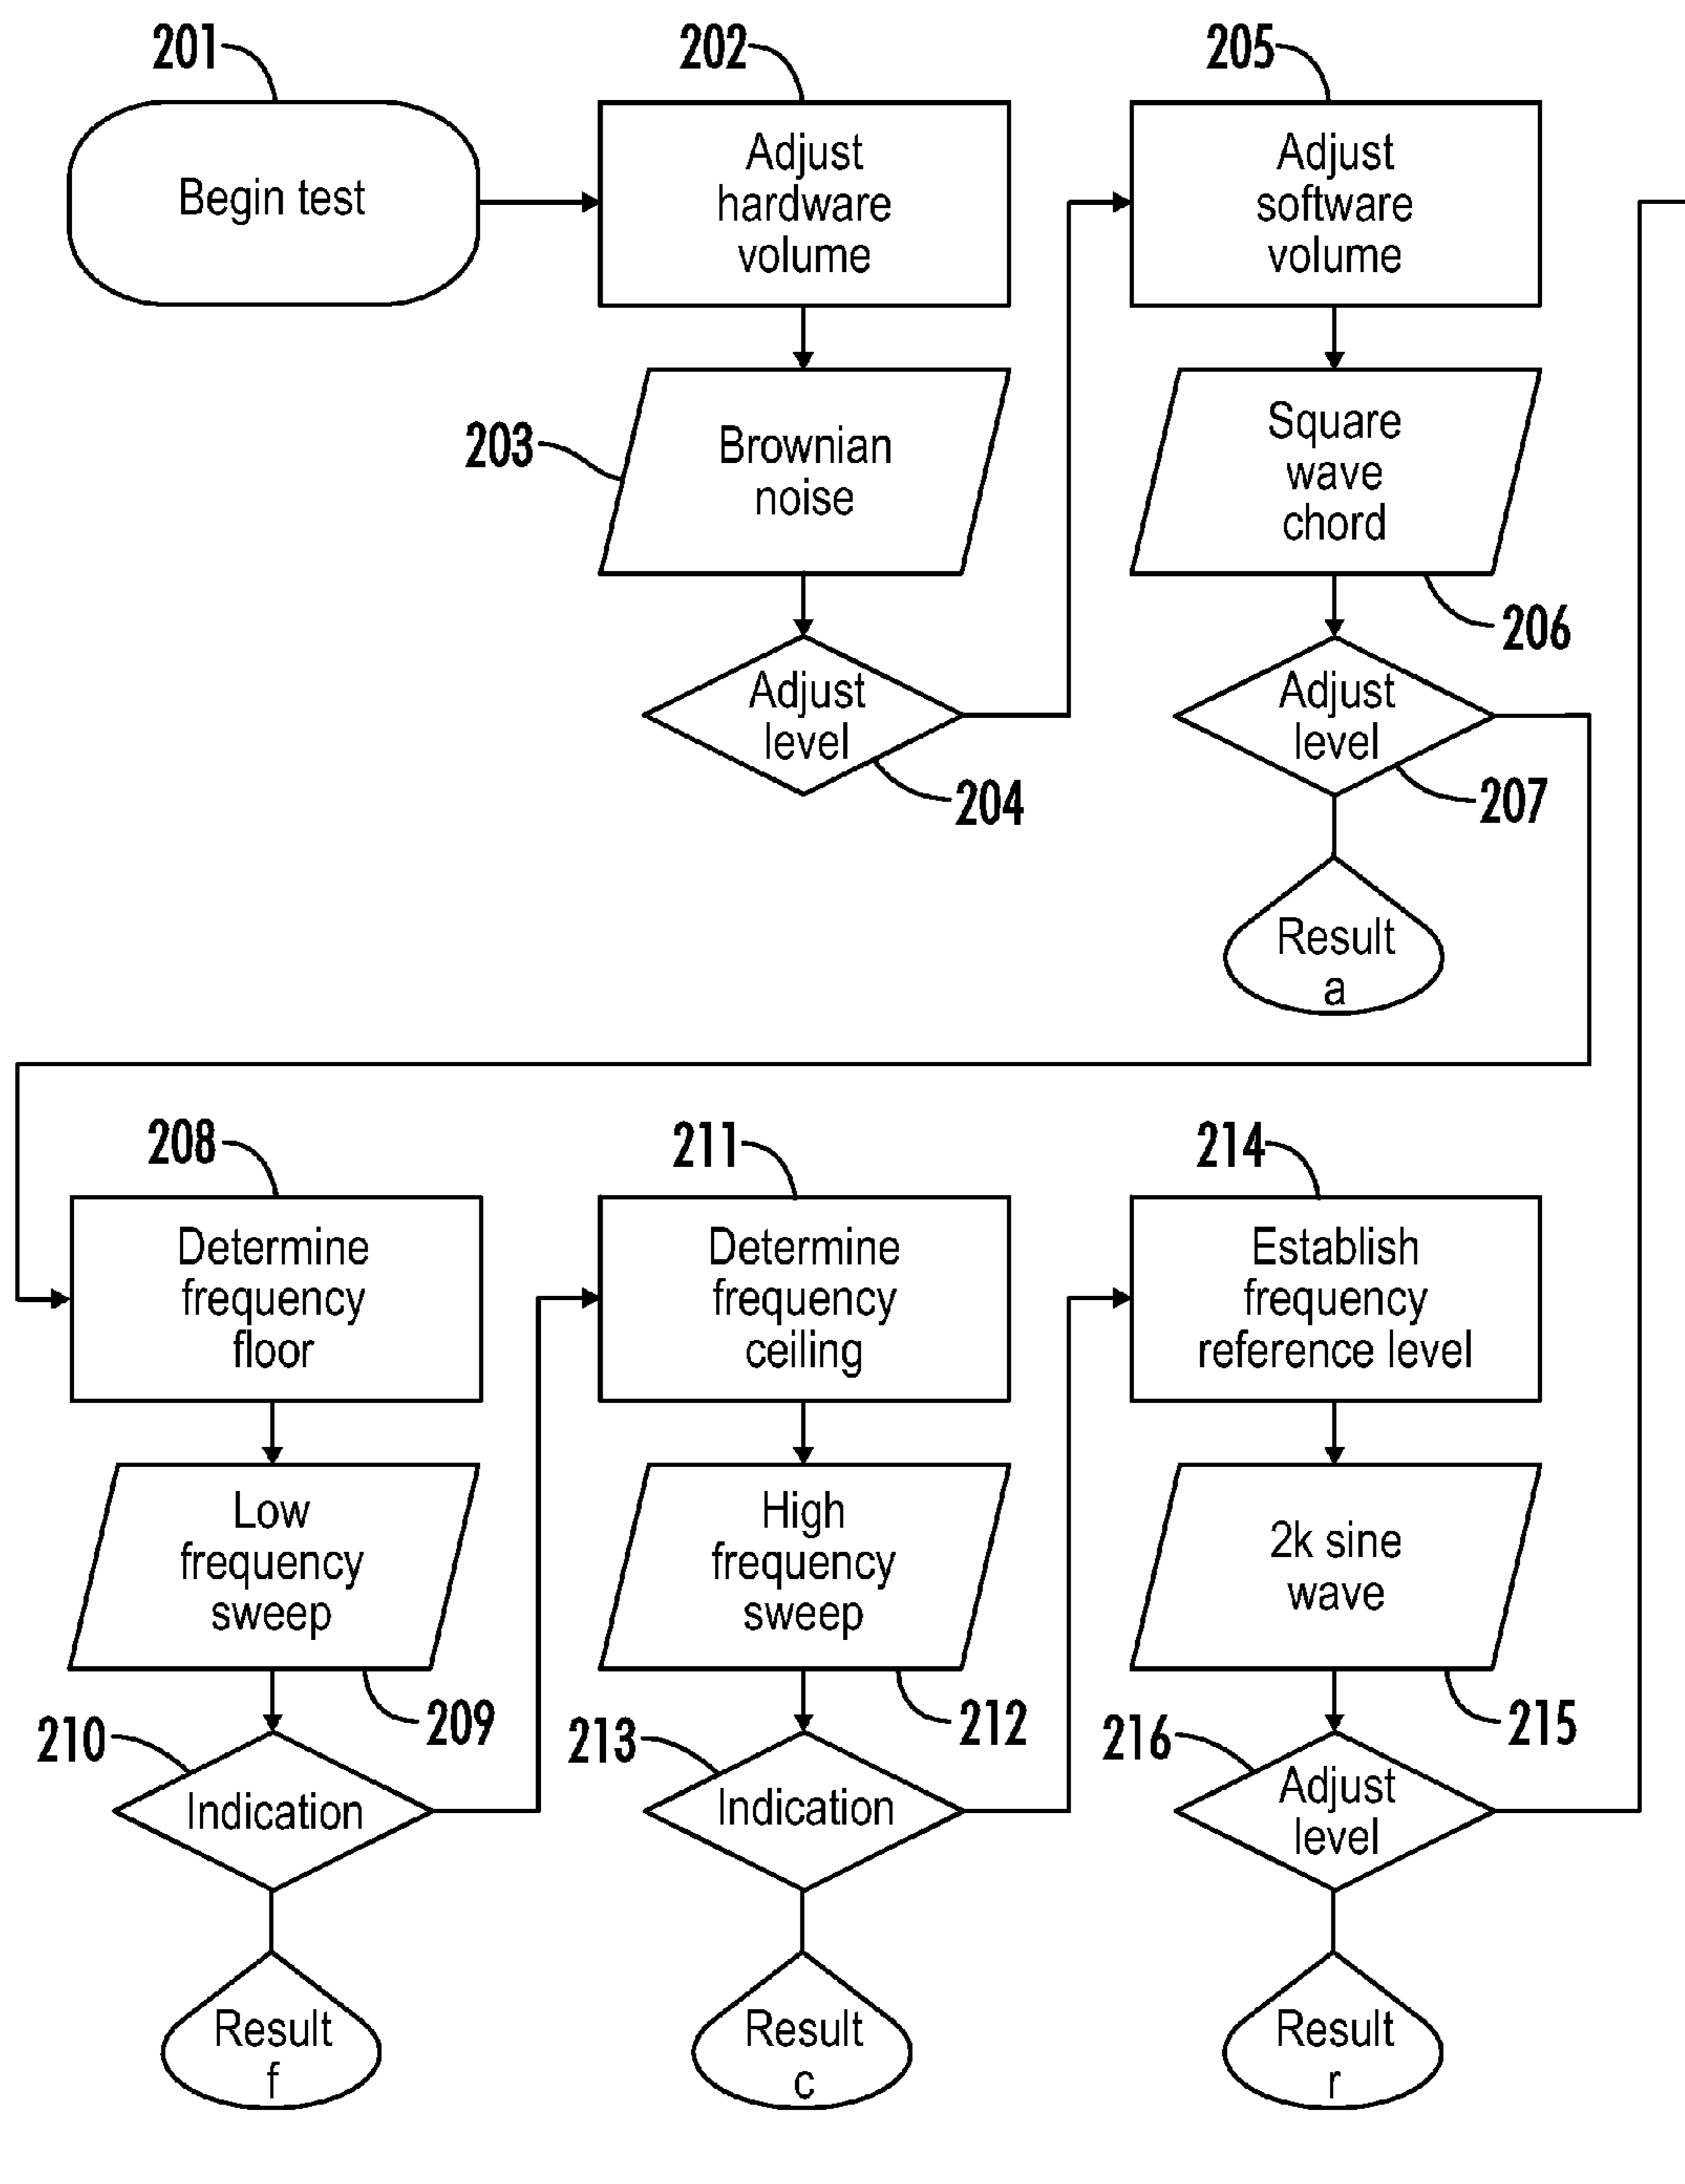 201
202
205
Begin test
Adjust
hardware
volume
Adjust
software
volume
203
Brownian
noise
Square
wave
chord
206
Adjust
level
204
Adjust
level
207
Result
a
208
211
214
Determine
frequency
floor
Determine
frequency
ceiling
Establish
frequency
reference level
Low
frequency
sweep
High
frequency
sweep
2k sine
wave
209
212
215
210
213
216
Indication
Indication
Adjust
level
Result
f
Result
c
Result
r